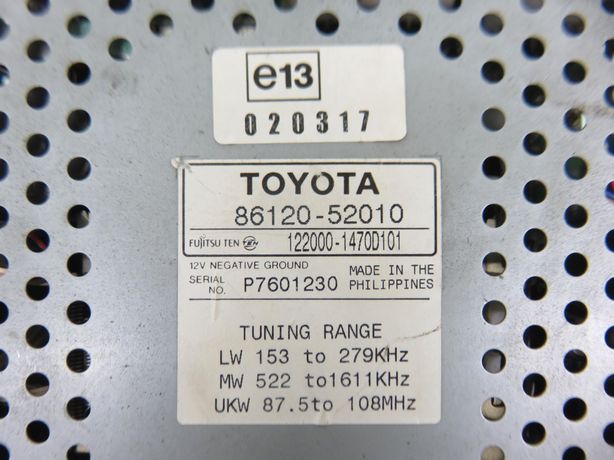 e13
020317
TOYOTA
86120-52010
FUJITSU TEN 122000-1470D101
12V NEGATIVE GROUND
SERIAL NO. P7601230 MADE IN THE PHILIPPINES
TUNING RANGE
LW 153 to 279KHz
MW 522 to1611KHz
UKW 87.5to 108MHz